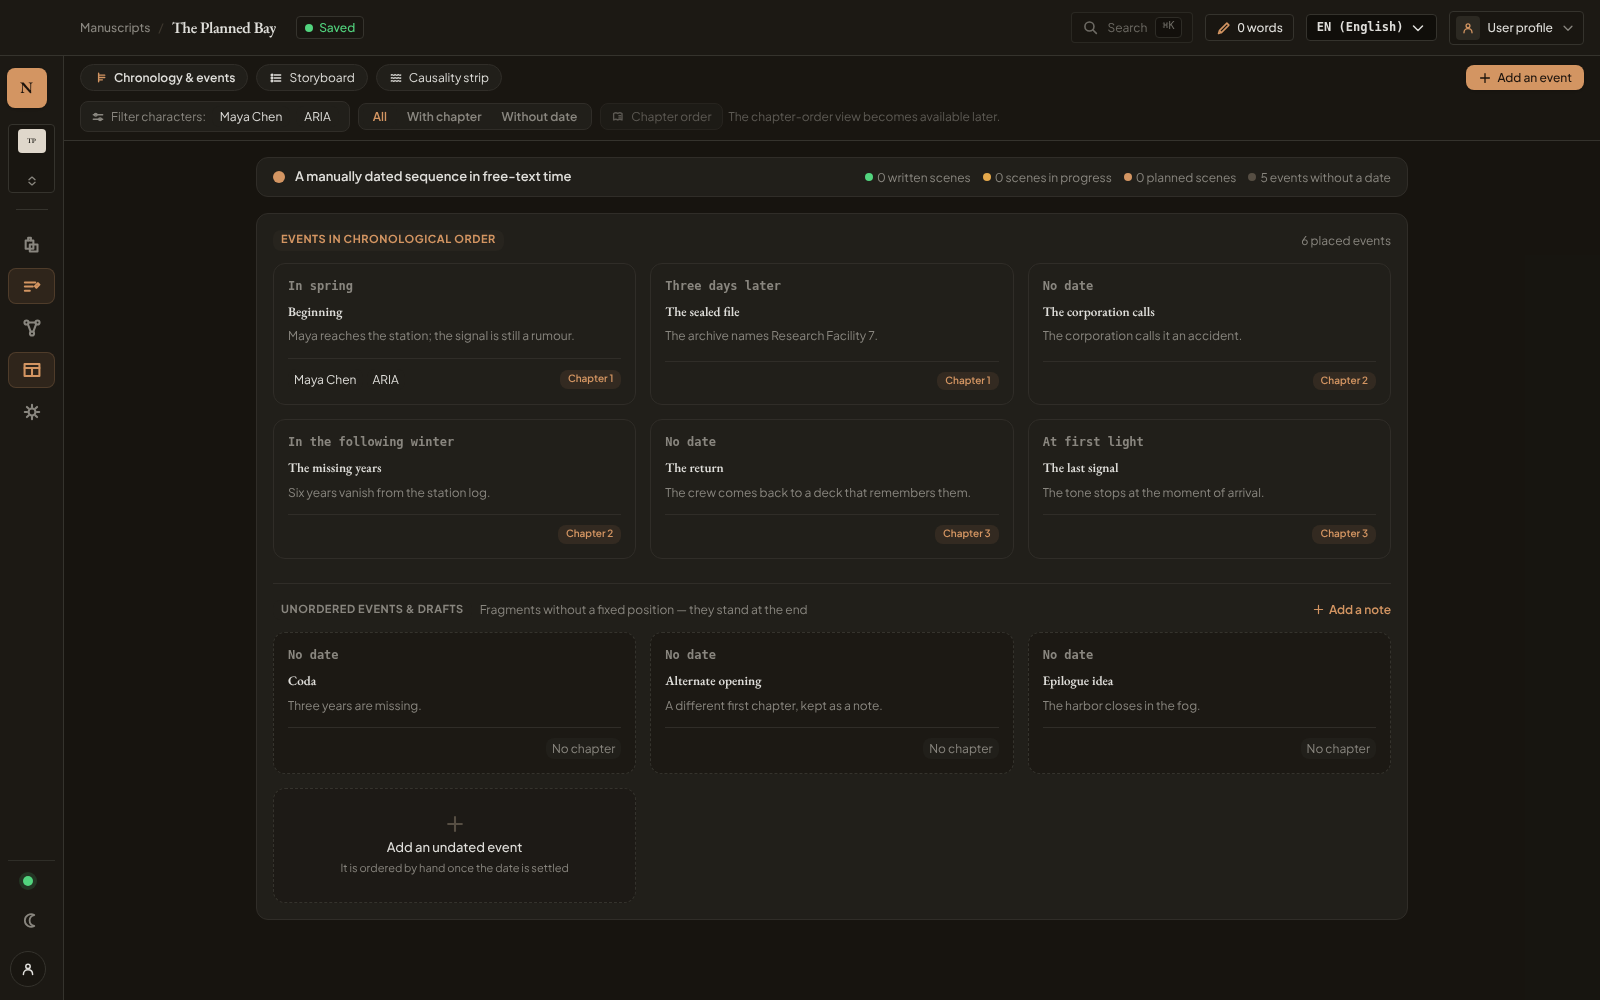 Manuscripts / The Planned Bay
Saved
Search ⌘K
0 words
EN (English)
User profile
N
TP
Chronology & events
Storyboard
Causality strip
Add an event
Filter characters: Maya Chen ARIA
All With chapter Without date
Chapter order
The chapter-order view becomes available later.
A manually dated sequence in free-text time
0 written scenes
0 scenes in progress
0 planned scenes
5 events without a date
EVENTS IN CHRONOLOGICAL ORDER
6 placed events
In spring
Beginning
Maya reaches the station; the signal is still a rumour.
Maya Chen ARIA
Chapter 1
Three days later
The sealed file
The archive names Research Facility 7.
Chapter 1
No date
The corporation calls
The corporation calls it an accident.
Chapter 2
In the following winter
The missing years
Six years vanish from the station log.
Chapter 2
No date
The return
The crew comes back to a deck that remembers them.
Chapter 3
At first light
The last signal
The tone stops at the moment of arrival.
Chapter 3
UNORDERED EVENTS & DRAFTS
Fragments without a fixed position — they stand at the end
Add a note
No date
Coda
Three years are missing.
No chapter
No date
Alternate opening
A different first chapter, kept as a note.
No chapter
No date
Epilogue idea
The harbor closes in the fog.
No chapter
Add an undated event
It is ordered by hand once the date is settled